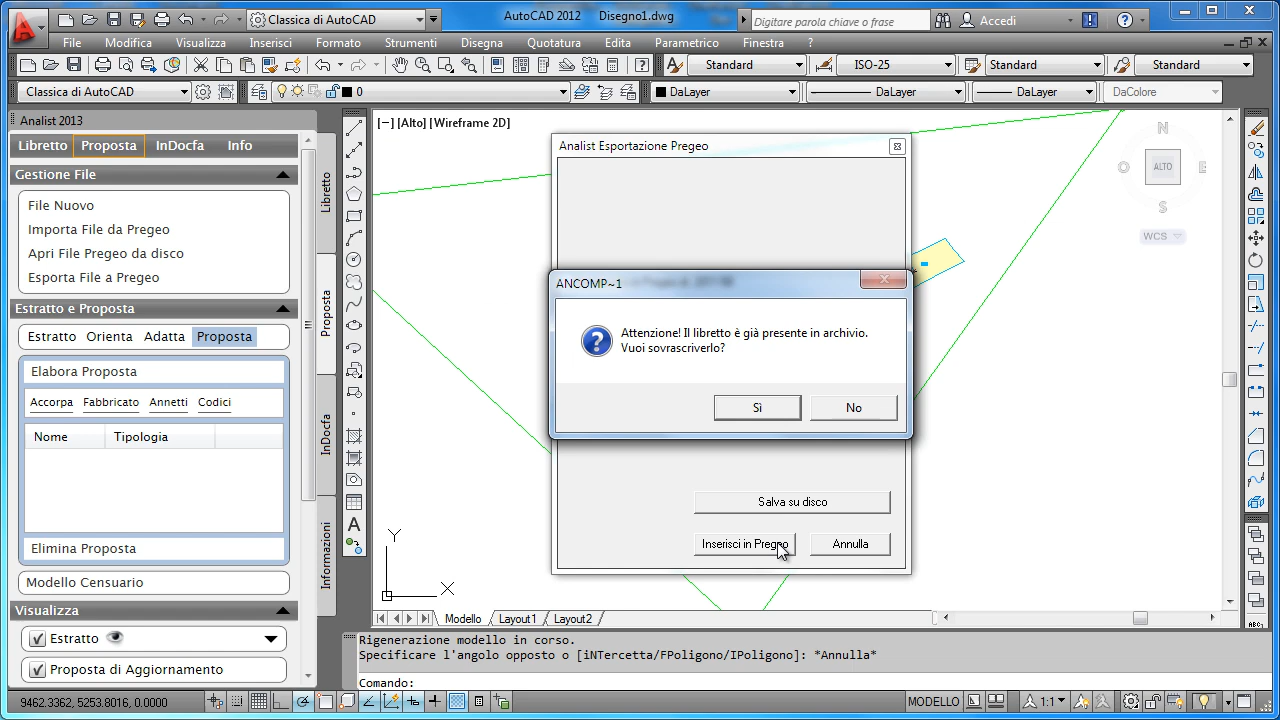 Classica di AutoCAD
AutoCAD 2012 Disegno1.dwg
Digitare parola chiave o frase
Accedi
File Modifica Visualizza Inserisci Formato Strumenti Disegna Quotatura Edita Parametrico Finestra ?
Standard ISO-25 Standard Standard
Classica di AutoCAD 0 DaLayer DaLayer DaLayer DaColore
Analist 2013
Libretto Proposta InDocfa Info
Gestione File
File Nuovo
Importa File da Pregeo
Apri File Pregeo da disco
Esporta File a Pregeo
Estratto e Proposta
Estratto Orienta Adatta Proposta
Elabora Proposta
Accorpa Fabbricato Annetti Codici
Nome Tipologia
Elimina Proposta
Modello Censuario
Visualizza
Estratto
Proposta di Aggiornamento
Libretto
Proposta
InDocfa
Informazioni
[−] [Alto] [Wireframe 2D]
N
O ALTO E
S
WCS
Analist Esportazione Pregeo
ANCOMP~1
Attenzione! Il libretto è già presente in archivio.
Vuoi sovrascriverlo?
Sì No
Salva su disco
Inserisci in Pregeo Annulla
Y
X
Modello Layout1 Layout2
Rigenerazione modello in corso.
Specificare l'angolo opposto o [iNTercetta/FPoligono/IPoligono]: *Annulla*
Comando:
9462.3362, 5253.8016, 0.0000
MODELLO
1:1